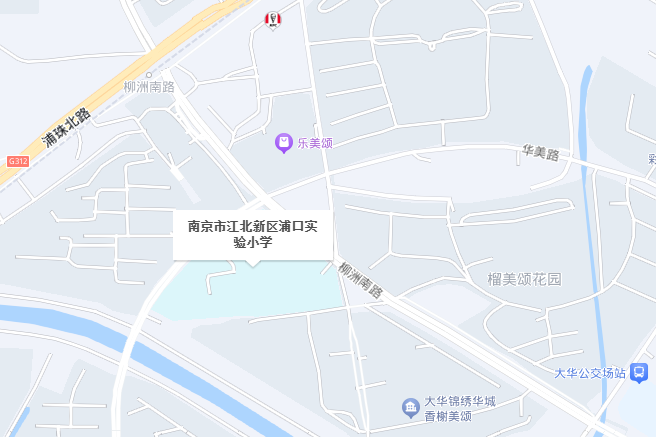 柳洲南路
浦珠北路
G312
乐美颂
华美路
彩
南京市江北新区浦口实
验小学
柳洲南路
榴美颂花园
大华公交场站
大华锦绣华城
香榭美颂